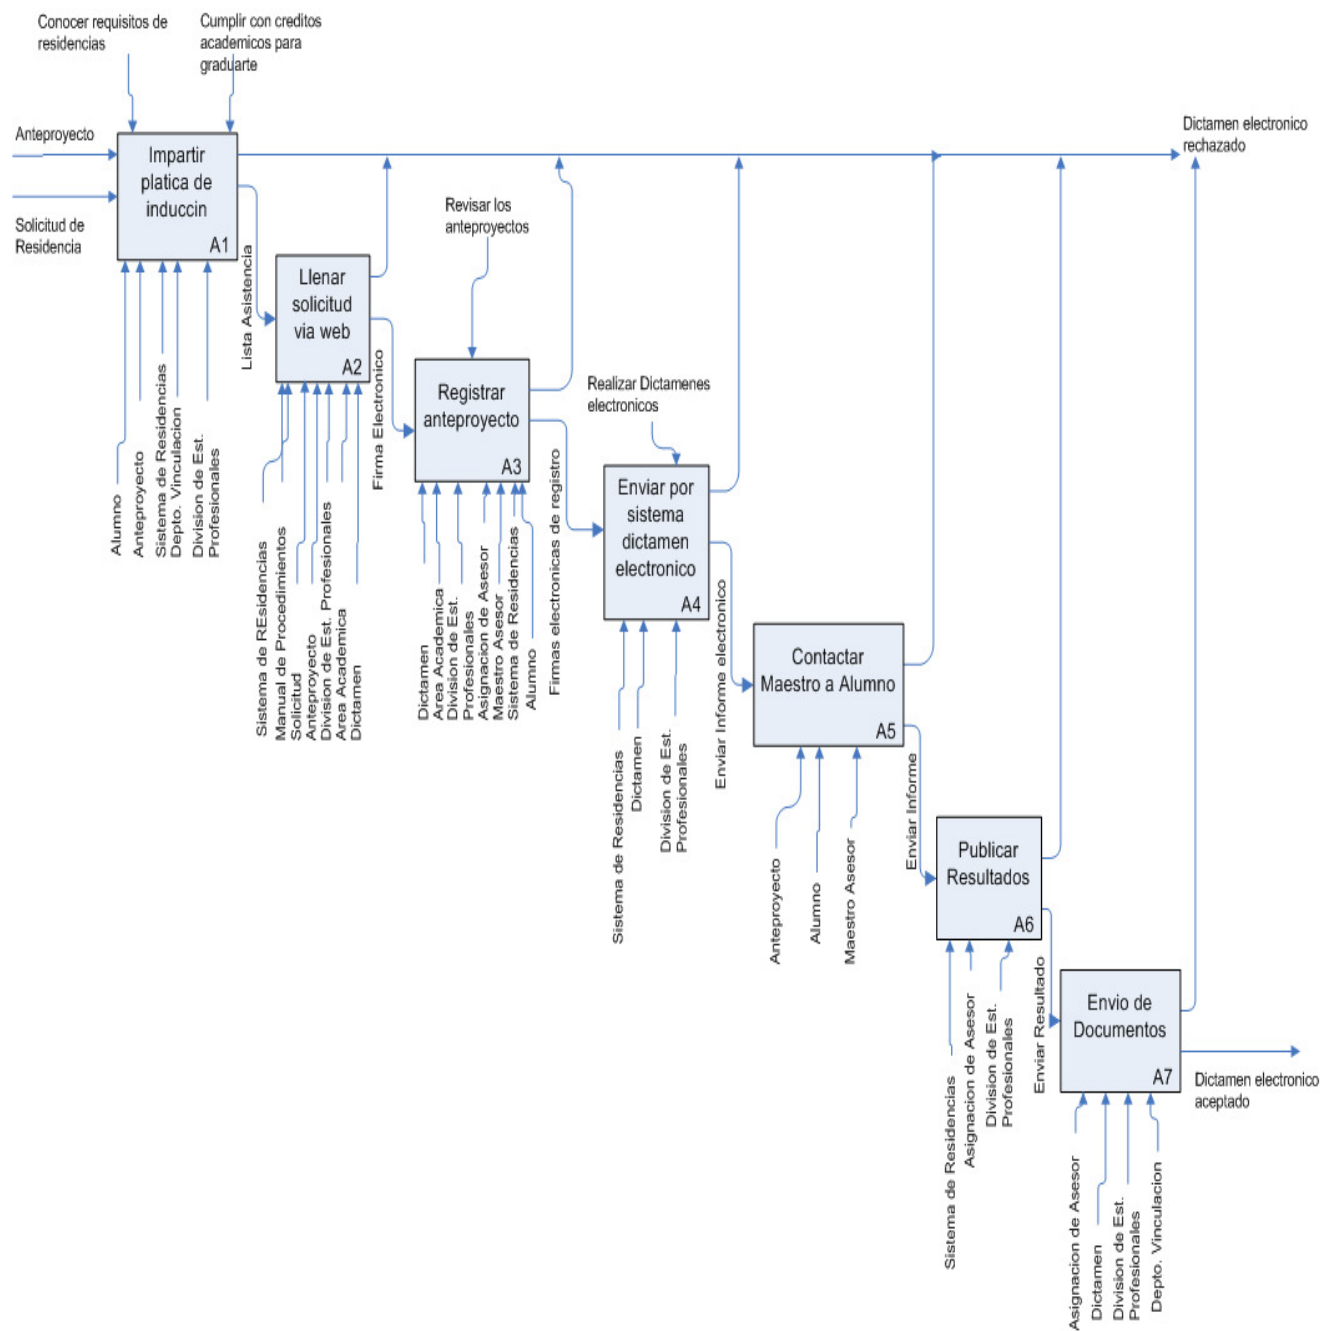 Conocer requisitos de
residencias
Cumplir con creditos
academicos para
graduarte
Anteproyecto
Solicitud de
Residencia
Impartir
platica de
induccin
A1
Dictamen electronico
rechazado
Alumno
Anteproyecto
Sistema de Residencias
Depto. Vinculacion
Division de Est.
Profesionales
Lista Asistencia
Llenar
solicitud
via web
A2
Sistema de REsidencias
Manual de Procedimientos
Solicitud
Anteproyecto
Division de Est. Profesionales
Area Academica
Dictamen
Firma Electronico
Revisar los
anteproyectos
Registrar
anteproyecto
A3
Dictamen
Area Academica
Division de Est.
Profesionales
Asignacion de Asesor
Maestro Asesor
Sistema de Residencias
Alumno
Firmas electronicas de registro
Realizar Dictamenes
electronicos
Enviar por
sistema
dictamen
electronico
A4
Sistema de Residencias
Dictamen
Division de Est.
Profesionales
Enviar Informe electronico
Contactar
Maestro a Alumno
A5
Anteproyecto
Alumno
Maestro Asesor
Enviar Informe
Publicar
Resultados
A6
Sistema de Residencias
Asignacion de Asesor
Division de Est.
Profesionales
Enviar Resultado
Envio de
Documentos
A7
Asignacion de Asesor
Dictamen
Division de Est.
Profesionales
Depto. Vinculacion
Dictamen electronico
aceptado